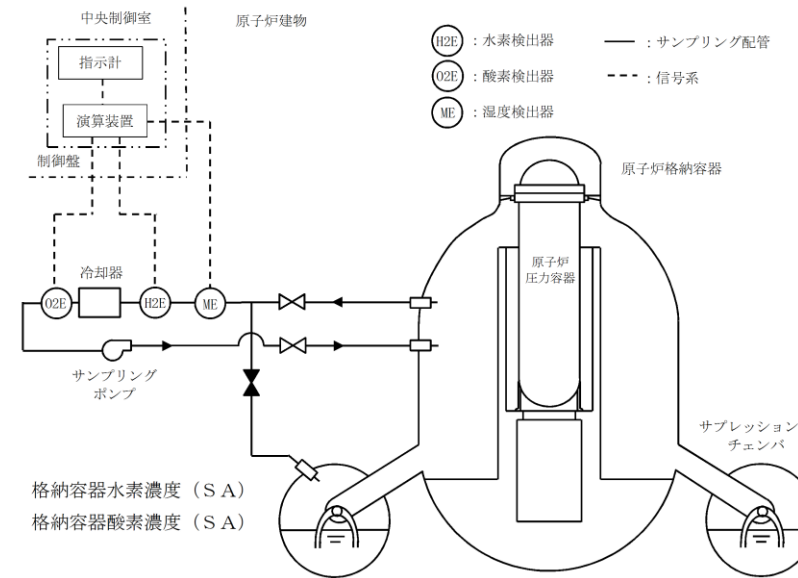 中央制御室
原子炉建物
指示計
演算装置
制御盤
H2E : 水素検出器
O2E : 酸素検出器
ME : 湿度検出器
: サンプリング配管
: 信号系
原子炉格納容器
原子炉
圧力容器
冷却器
O2E
H2E
ME
サンプリング
ポンプ
サプレッション
チェンバ
格納容器水素濃度（ＳＡ）
格納容器酸素濃度（ＳＡ）